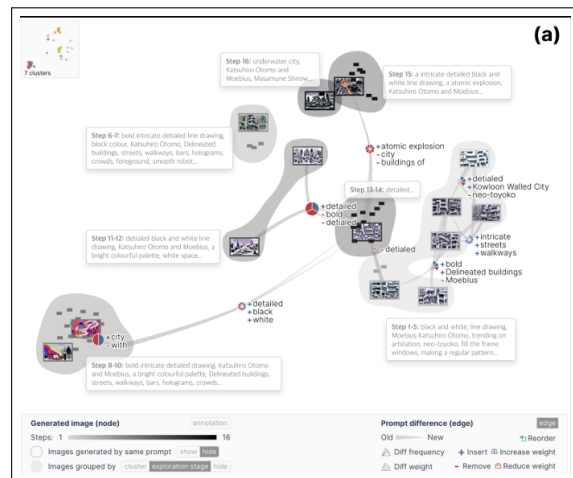 (a)
7 clusters
Step 16: underwater city,
Katsuhiro Otomo and
Moebius, Masamune Shirow...
Step 15: a intricate detailed black and
white line drawing, a atomic explosion,
Katsuhiro Otomo and Moebius...
Step 6-7: bold intricate detialed line drawing,
block colour, Katsuhiro Otomo, Delineated
buildings, streets, walkways, bars, holograms,
crowds, foreground, smooth robot...
+atomic explosion
-city
-buildings of
+detialed
+Kowloon Walled City
-neo-toyoko
Step 13-14: detailed...
+detailed
-bold
-detialed
+intricate
+streets
+walkways
Step 11-12: detailed black and white line
drawing, Katsuhiro Otomo and Moebius, a
bright colourful palette, white space...
-detialed
+bold
+Delineated buildings
-Moebius
+detailed
+black
+white
+city
-with
Step 1-5: black and white, line drawing,
Moebius Katsuhiro Otomo, trending on
artstation, neo-toyoko, fill the frame
windows, making a regular pattern...
Step 8-10: bold intricate detailed drawing, Katsuhiro Otomo
and Moebius, a bright colourful palette, Delineated buildings,
streets, walkways, bars, holograms, crowds...
Generated image (node) annotation
Steps: 1 16
Images generated by same prompt show hide
Images grouped by cluster exploration stage hide
Prompt difference (edge) edge
Old New Reorder
Diff frequency + Insert Increase weight
Diff weight - Remove Reduce weight